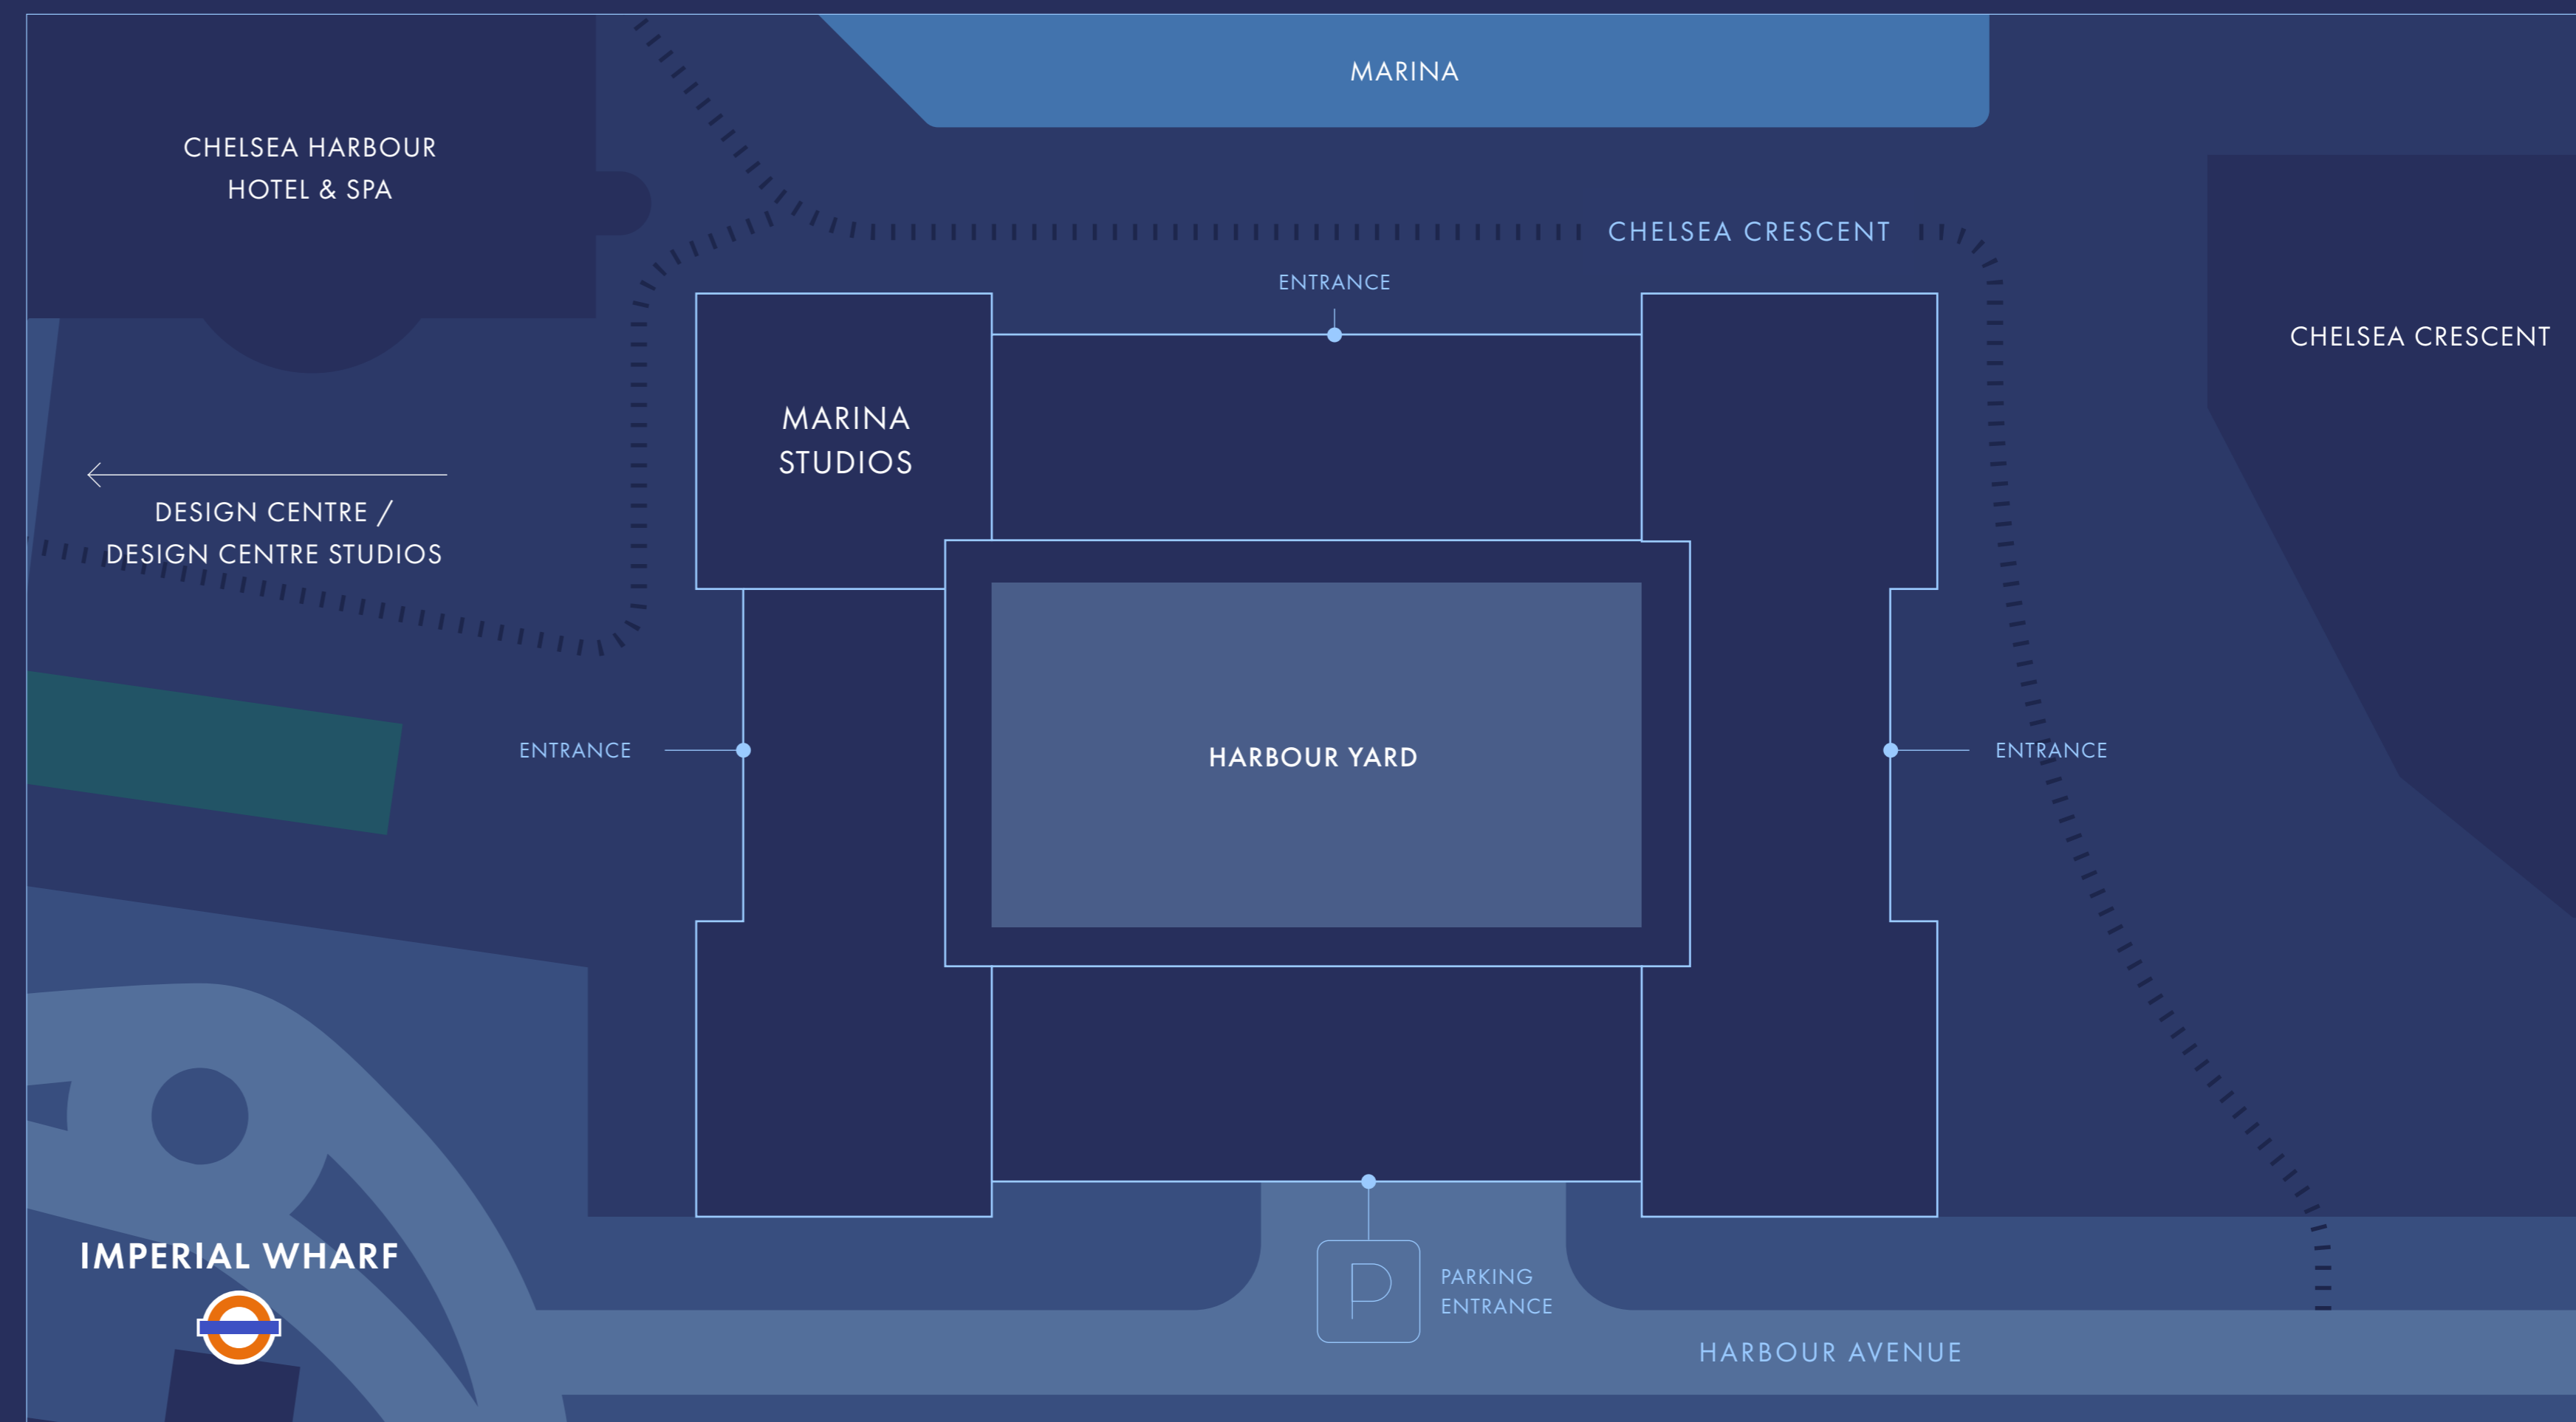 MARINA
CHELSEA HARBOUR
HOTEL & SPA
CHELSEA CRESCENT
ENTRANCE
CHELSEA CRESCENT
MARINA
STUDIOS
DESIGN CENTRE /
DESIGN CENTRE STUDIOS
ENTRANCE
HARBOUR YARD
ENTRANCE
IMPERIAL WHARF
P
PARKING
ENTRANCE
HARBOUR AVENUE